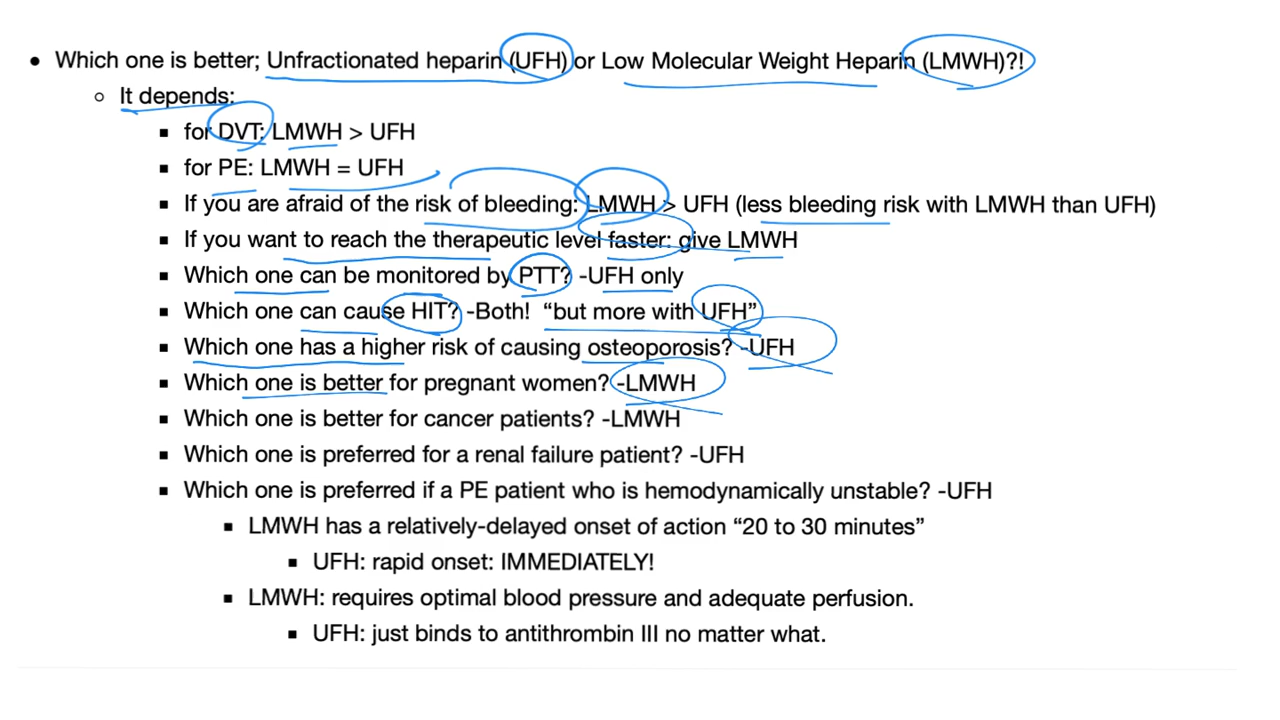 • Which one is better; Unfractionated heparin (UFH) or Low Molecular Weight Heparin (LMWH)?!
○ It depends:
▪ for DVT: LMWH > UFH
▪ for PE: LMWH = UFH
▪ If you are afraid of the risk of bleeding: LMWH > UFH (less bleeding risk with LMWH than UFH)
▪ If you want to reach the therapeutic level faster: give LMWH
▪ Which one can be monitored by PTT? -UFH only
▪ Which one can cause HIT? -Both! “but more with UFH”
▪ Which one has a higher risk of causing osteoporosis? -UFH
▪ Which one is better for pregnant women? -LMWH
▪ Which one is better for cancer patients? -LMWH
▪ Which one is preferred for a renal failure patient? -UFH
▪ Which one is preferred if a PE patient who is hemodynamically unstable? -UFH
▪ LMWH has a relatively-delayed onset of action “20 to 30 minutes”
▪ UFH: rapid onset: IMMEDIATELY!
▪ LMWH: requires optimal blood pressure and adequate perfusion.
▪ UFH: just binds to antithrombin III no matter what.